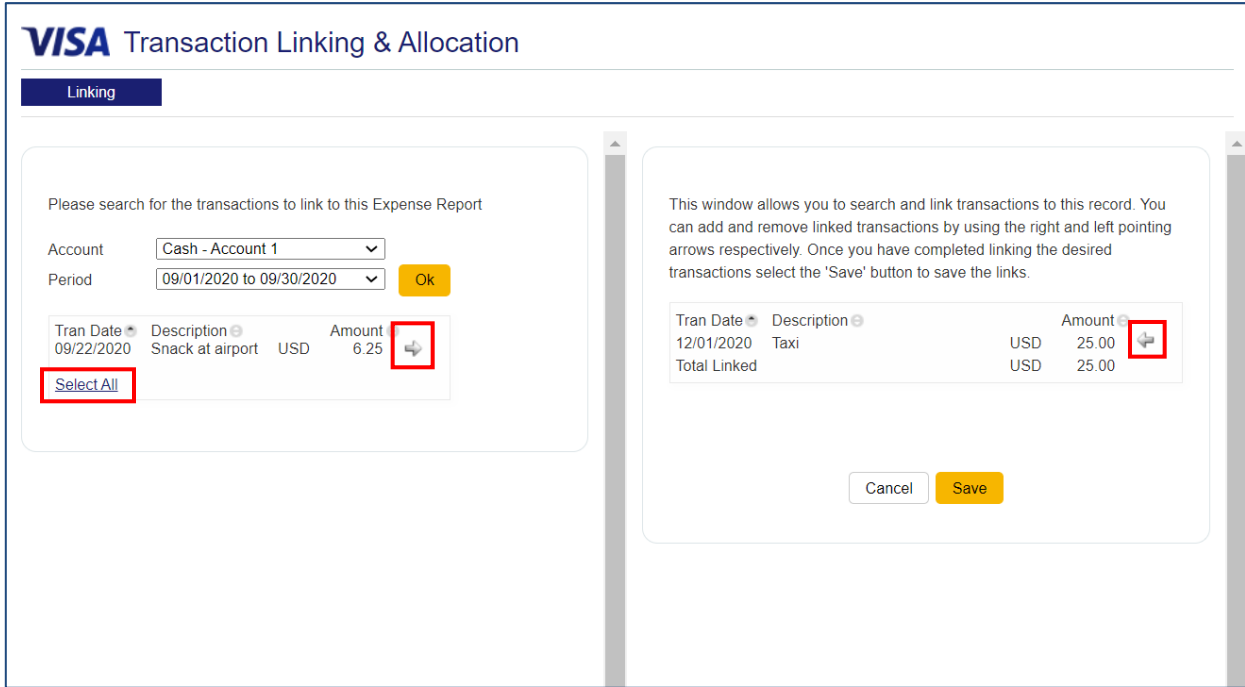 VISA Transaction Linking & Allocation
Linking
Please search for the transactions to link to this Expense Report
Account Cash - Account 1
Period 09/01/2020 to 09/30/2020 Ok
Tran Date Description Amount
09/22/2020 Snack at airport USD 6.25
Select All
This window allows you to search and link transactions to this record. You
can add and remove linked transactions by using the right and left pointing
arrows respectively. Once you have completed linking the desired
transactions select the 'Save' button to save the links.
Tran Date Description Amount
12/01/2020 Taxi USD 25.00
Total Linked USD 25.00
Cancel Save